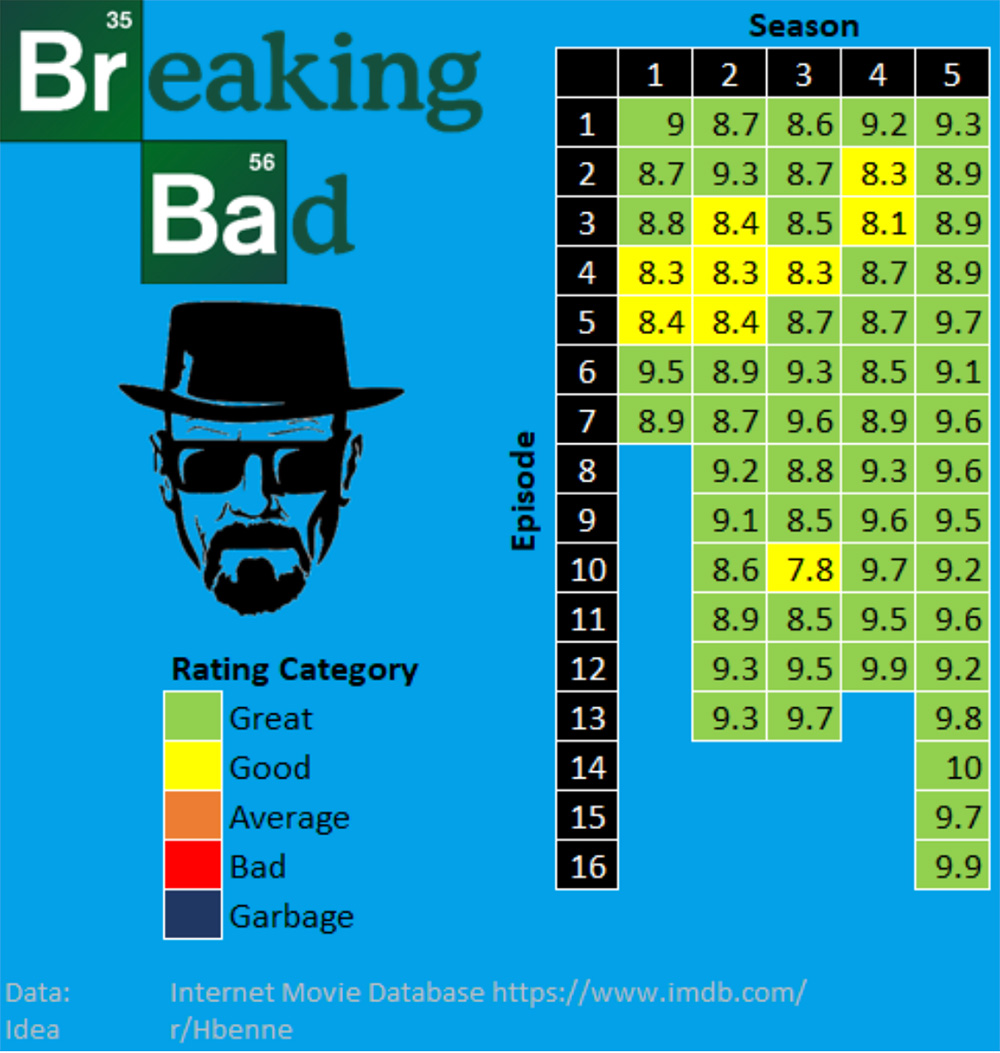 35
Breaking
56
Bad
Season
1 2 3 4 5
1 9 8.7 8.6 9.2 9.3
2 8.7 9.3 8.7 8.3 8.9
3 8.8 8.4 8.5 8.1 8.9
4 8.3 8.3 8.3 8.7 8.9
5 8.4 8.4 8.7 8.7 9.7
6 9.5 8.9 9.3 8.5 9.1
7 8.9 8.7 9.6 8.9 9.6
8 9.2 8.8 9.3 9.6
9 9.1 8.5 9.6 9.5
10 8.6 7.8 9.7 9.2
11 8.9 8.5 9.5 9.6
12 9.3 9.5 9.9 9.2
13 9.3 9.7 9.8
14 10
15 9.7
16 9.9
Episode
Rating Category
Great
Good
Average
Bad
Garbage
Data: Internet Movie Database https://www.imdb.com/
Idea r/Hbenne